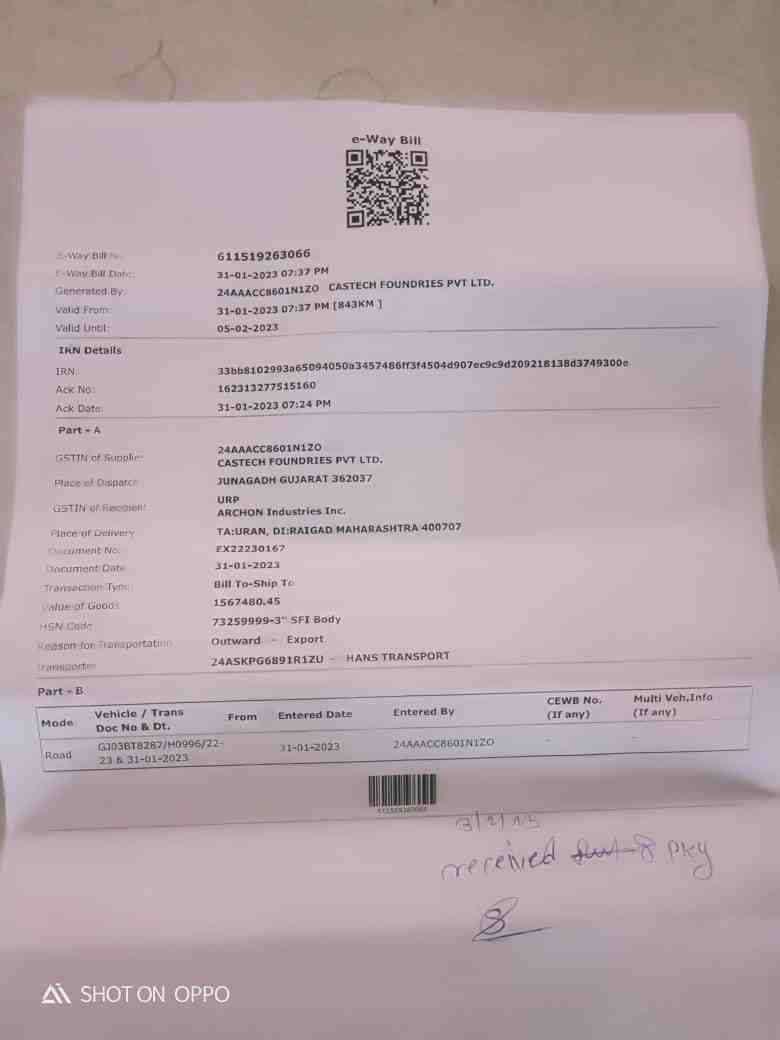 e-Way Bill
E-Way Bill No: 611519263066
E-Way Bill Date: 31-01-2023 07:37 PM
Generated By: 24AAACC8601N1ZO CASTECH FOUNDRIES PVT LTD.
Valid From: 31-01-2023 07:37 PM [843KM ]
Valid Until: 05-02-2023
IRN Details
IRN: 33bb8102993a65094050a3457486ff3f4504d907ec9c9d209218138d3749300e
Ack No: 162313277515160
Ack Date: 31-01-2023 07:24 PM
Part - A
GSTIN of Supplier 24AAACC8601N1ZO
CASTECH FOUNDRIES PVT LTD.
Place of Dispatch JUNAGADH GUJARAT 362037
GSTIN of Recipient URP
ARCHON Industries Inc.
Place of Delivery TA:URAN, DI:RAIGAD MAHARASHTRA 400707
Document No. EX22230167
Document Date 31-01-2023
Transaction Type: Bill To-Ship To
Value of Goods 1567480.45
HSN Code 73259999-3" SFI Body
Reason for Transportation Outward - Export
Transporter 24ASKPG6891R1ZU - HANS TRANSPORT
Part - B
Mode Vehicle / Trans Doc No & Dt. From Entered Date Entered By CEWB No. (If any) Multi Veh.Info (If any)
Road GJ03BT8287/H0996/22-23 & 31-01-2023 31-01-2023 24AAACC8601N1ZO - -
611519263066
received 8 Pkg
SHOT ON OPPO